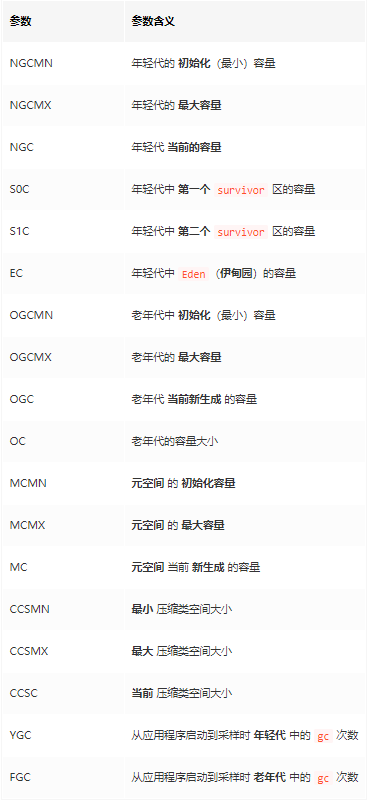 参数 参数含义
NGCMN 年轻代的 初始化（最小）容量
NGCMX 年轻代的 最大容量
NGC 年轻代 当前的容量
S0C 年轻代中 第一个 survivor 区的容量
S1C 年轻代中 第二个 survivor 区的容量
EC 年轻代中 Eden （伊甸园）的容量
OGCMN 老年代中 初始化（最小）容量
OGCMX 老年代的 最大容量
OGC 老年代 当前新生成 的容量
OC 老年代的容量大小
MCMN 元空间 的 初始化容量
MCMX 元空间 的 最大容量
MC 元空间 当前 新生成 的容量
CCSMN 最小 压缩类空间大小
CCSMX 最大 压缩类空间大小
CCSC 当前 压缩类空间大小
YGC 从应用程序启动到采样时 年轻代 中的 gc 次数
FGC 从应用程序启动到采样时 老年代 中的 gc 次数